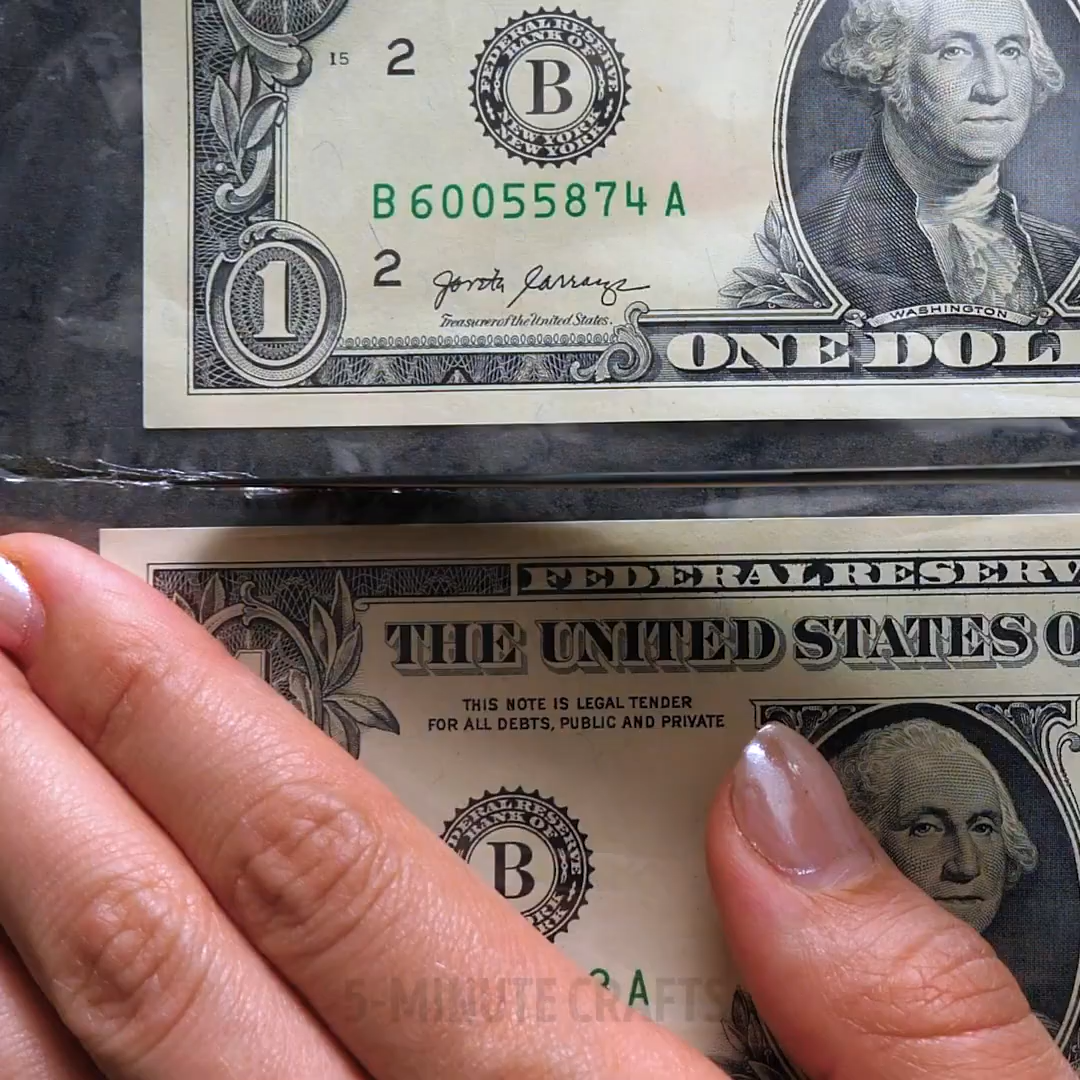 15 2
FEDERAL RESERVE
BANK OF
B
NEW YORK
NEW YORK
B 60055874 A
2
Treasurer of the United States.
1
WASHINGTON
ONE DOLL
FEDERAL RESERV
THE UNITED STATES O
THIS NOTE IS LEGAL TENDER
FOR ALL DEBTS, PUBLIC AND PRIVATE
FEDERAL RESERVE
BANK OF
B
A
5-MINUTE CRAFTS